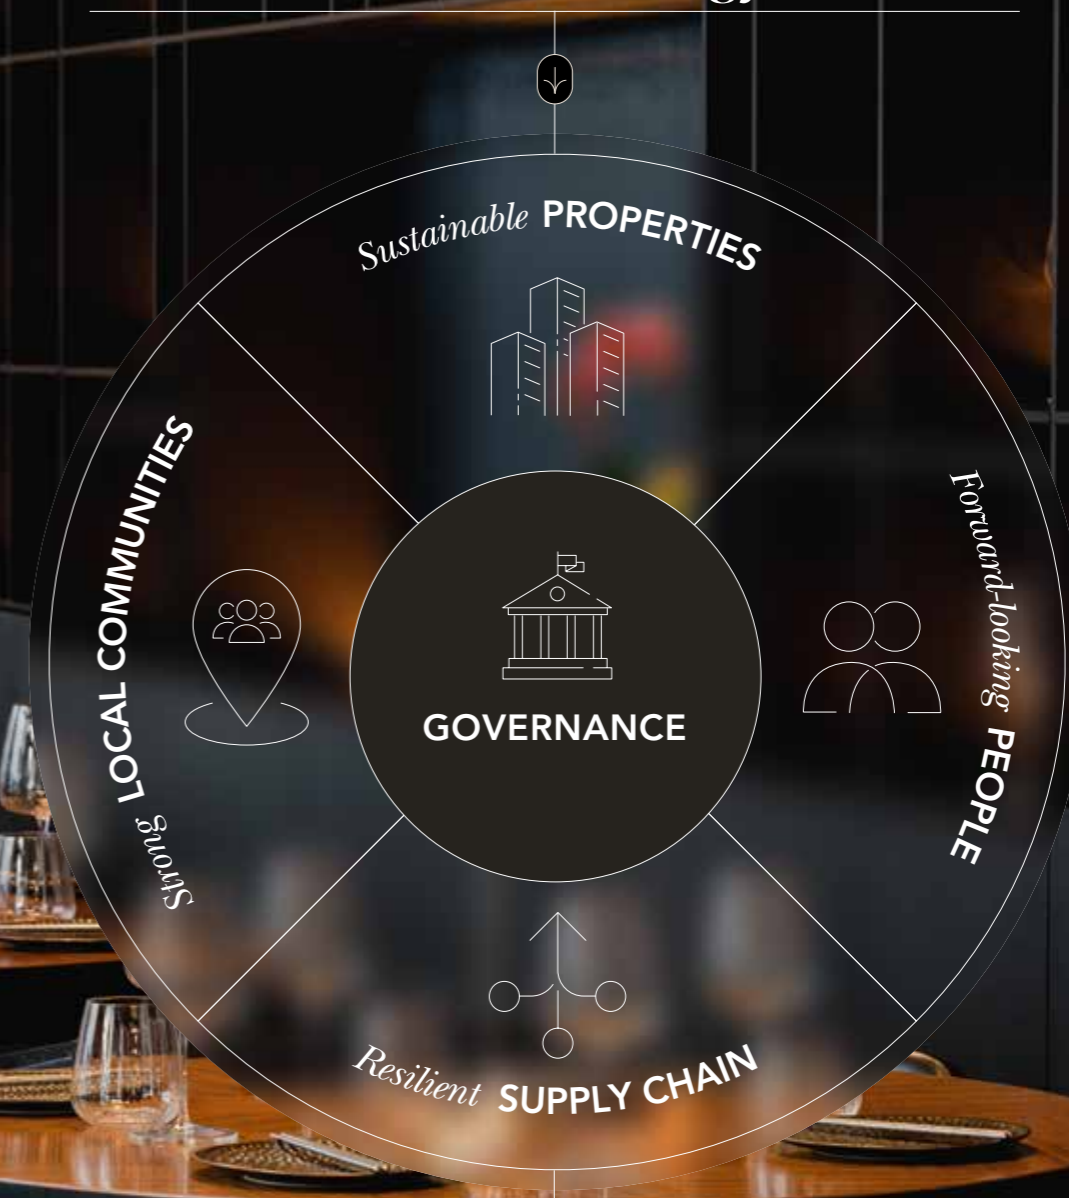 Sustainable PROPERTIES
Forward-looking PEOPLE
GOVERNANCE
Strong LOCAL COMMUNITIES
Resilient SUPPLY CHAIN